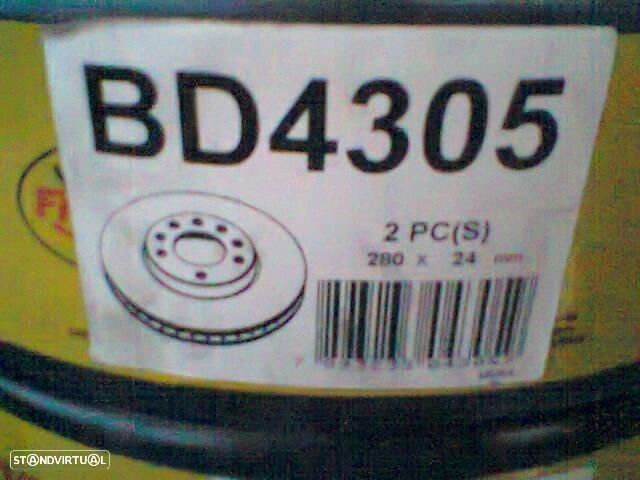 BD4305
2 PC(S)
280 x 24 mm
STANDVIRTUAL